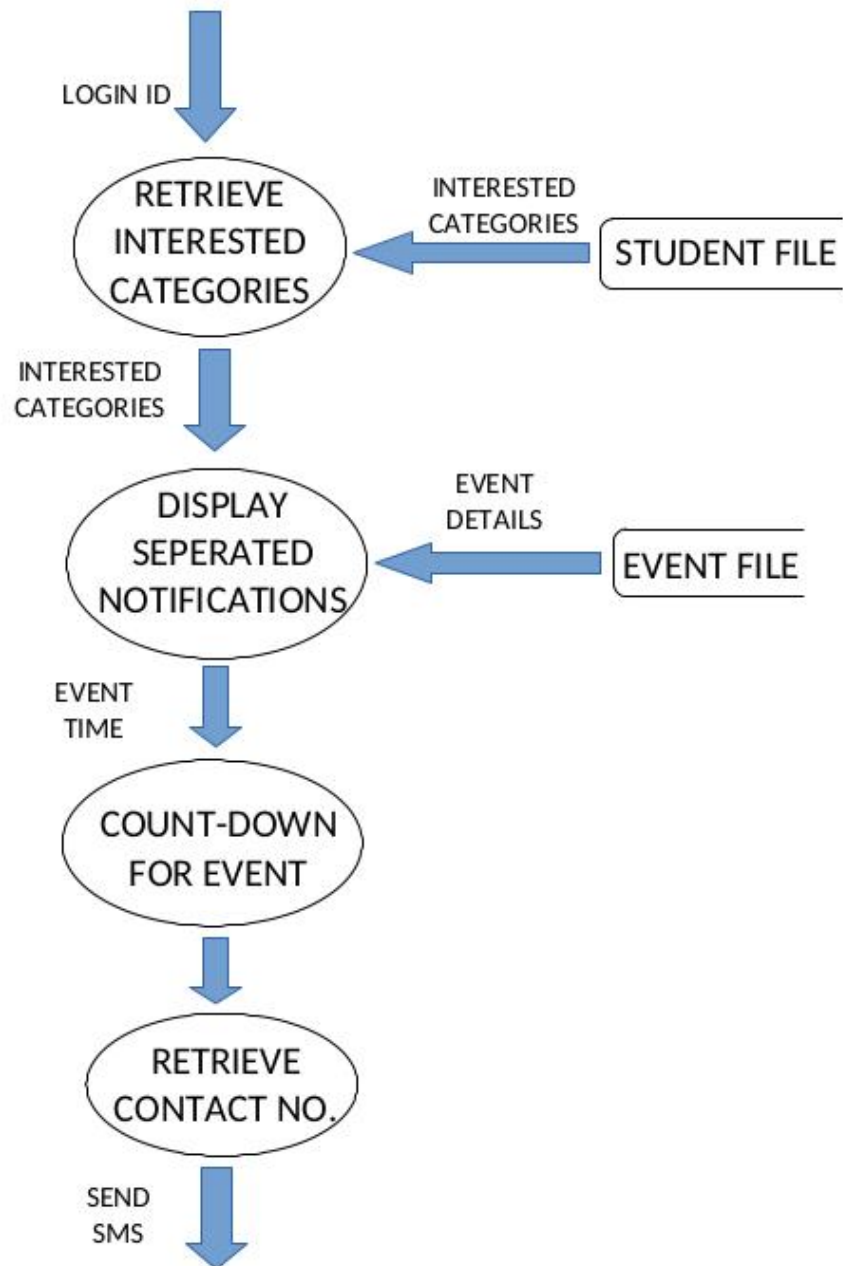 LOGIN ID
RETRIEVE
INTERESTED
CATEGORIES
INTERESTED
CATEGORIES
STUDENT FILE
INTERESTED
CATEGORIES
DISPLAY
SEPERATED
NOTIFICATIONS
EVENT
DETAILS
EVENT FILE
EVENT
TIME
COUNT-DOWN
FOR EVENT
RETRIEVE
CONTACT NO.
SEND
SMS